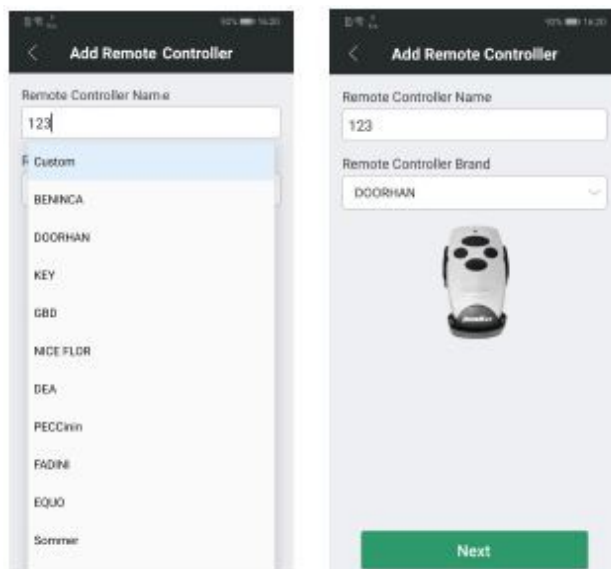 Add Remote Controller
Remote Controller Name
123
Custom
BENINCA
DOORHAN
KEY
GBD
NICE FLOR
DEA
PECCinin
FADINI
EQUO
Sommer
Add Remote Controller
Remote Controller Name
123
Remote Controller Brand
DOORHAN
Next